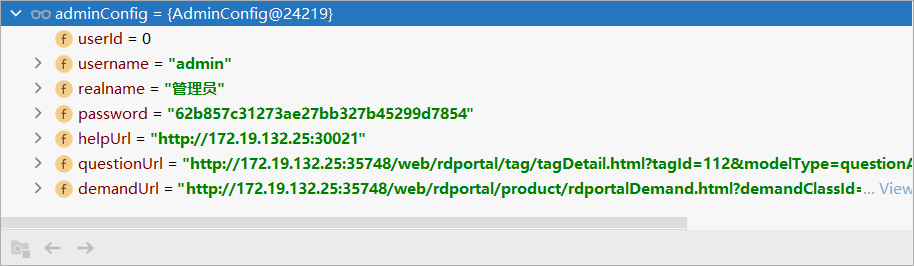 adminConfig = {AdminConfig@24219}
f userId = 0
f username = "admin"
f realname = "管理员"
f password = "62b857c31273ae27bb327b45299d7854"
f helpUrl = "http://172.19.132.25:30021"
f questionUrl = "http://172.19.132.25:35748/web/rdportal/tag/tagDetail.html?tagId=112&modelType=questionA
f demandUrl = "http://172.19.132.25:35748/web/rdportal/product/rdportalDemand.html?demandClassId= ... View